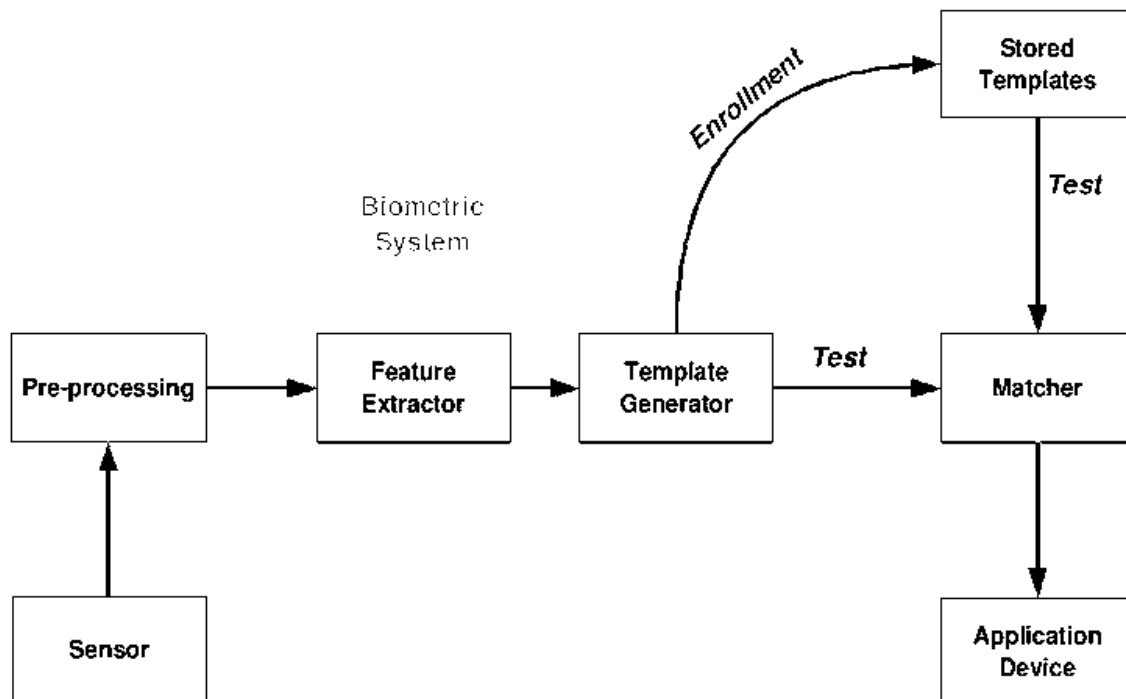 Stored
Templates
Enrollment
Test
Biometric
System
Pre-processing
Feature
Extractor
Template
Generator
Test
Matcher
Sensor
Application
Device